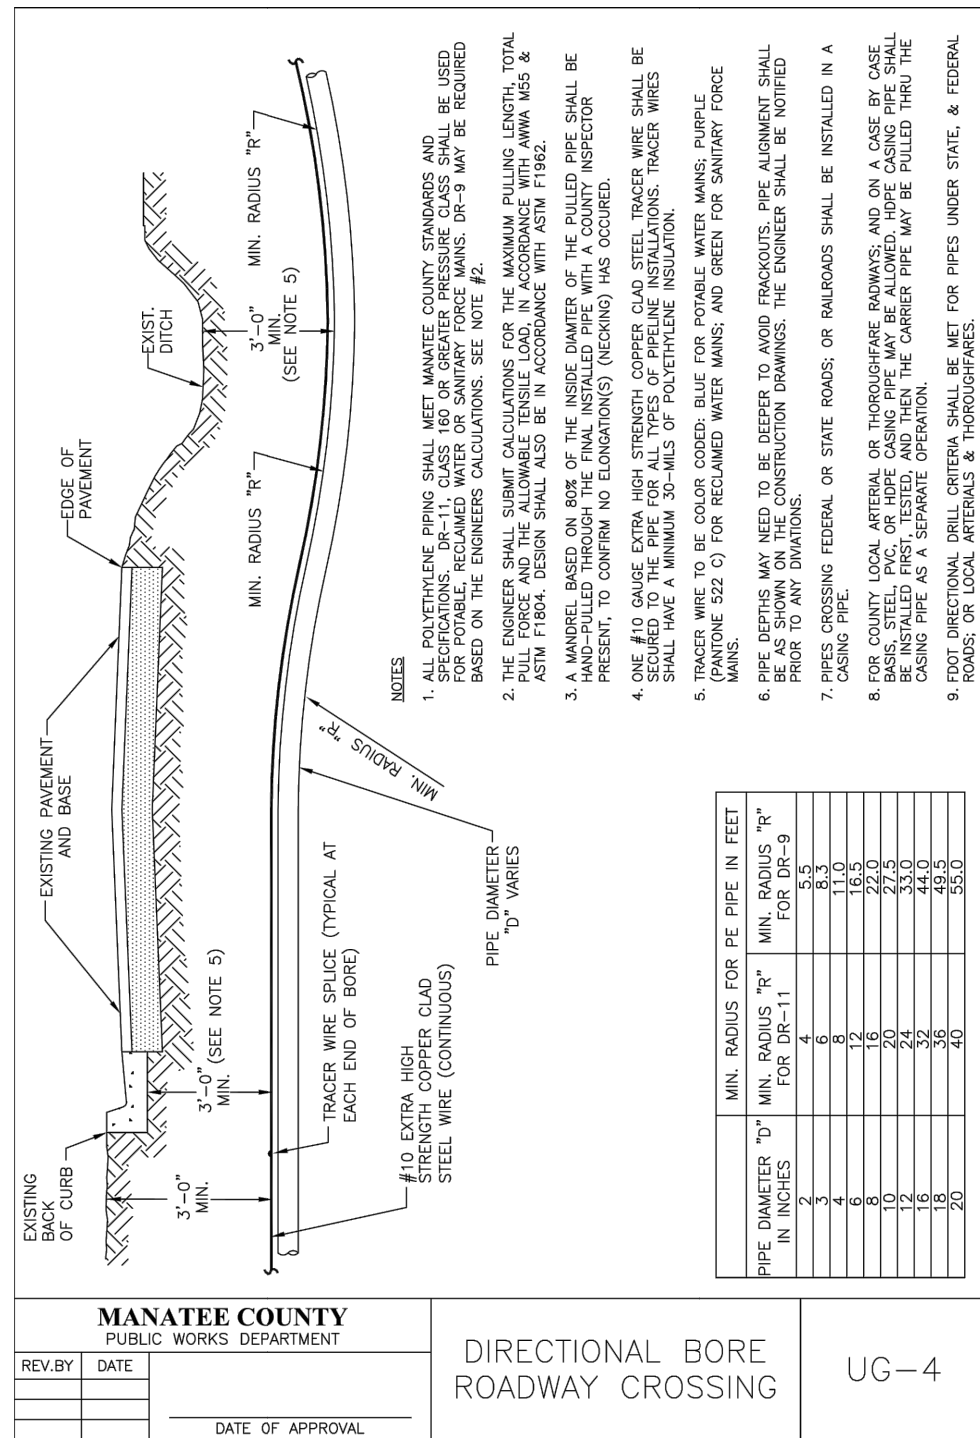 EXISTING
BACK
OF CURB
EXISTING PAVEMENT
AND BASE
EDGE OF
PAVEMENT
EXIST.
DITCH
3'-0"
MIN.
3'-0"
MIN.
(SEE NOTE 5)
3'-0"
MIN.
(SEE NOTE 5)
MIN. RADIUS "R"
MIN. RADIUS "R"
MIN. RADIUS "R"
TRACER WIRE SPLICE (TYPICAL AT
EACH END OF BORE)
#10 EXTRA HIGH
STRENGTH COPPER CLAD
STEEL WIRE (CONTINUOUS)
PIPE DIAMETER
"D" VARIES
NOTES
1. ALL POLYETHYLENE PIPING SHALL MEET MANATEE COUNTY STANDARDS AND
SPECIFICATIONS. DR-11, CLASS 160 OR GREATER PRESSURE CLASS SHALL BE USED
FOR POTABLE, RECLAIMED WATER OR SANITARY FORCE MAINS. DR-9 MAY BE REQUIRED
BASED ON THE ENGINEERS CALCULATIONS. SEE NOTE #2.
2. THE ENGINEER SHALL SUBMIT CALCULATIONS FOR THE MAXIMUM PULLING LENGTH, TOTAL
PULL FORCE AND THE ALLOWABLE TENSILE LOAD, IN ACCORDANCE WITH AWWA M55 &
ASTM F1804. DESIGN SHALL ALSO BE IN ACCORDANCE WITH ASTM F1962.
3. A MANDREL BASED ON 80% OF THE INSIDE DIAMTER OF THE PULLED PIPE SHALL BE
HAND-PULLED THROUGH THE FINAL INSTALLED PIPE WITH A COUNTY INSPECTOR
PRESENT, TO CONFIRM NO ELONGATION(S) (NECKING) HAS OCCURED.
4. ONE #10 GAUGE EXTRA HIGH STRENGTH COPPER CLAD STEEL TRACER WIRE SHALL BE
SECURED TO THE PIPE FOR ALL TYPES OF PIPELINE INSTALLATIONS. TRACER WIRES
SHALL HAVE A MINIMUM 30-MILS OF POLYETHYLENE INSULATION.
5. TRACER WIRE TO BE COLOR CODED: BLUE FOR POTABLE WATER MAINS; PURPLE
(PANTONE 522 C) FOR RECLAIMED WATER MAINS; AND GREEN FOR SANITARY FORCE
MAINS.
6. PIPE DEPTHS MAY NEED TO BE DEEPER TO AVOID FRACKOUTS. PIPE ALIGNMENT SHALL
BE AS SHOWN ON THE CONSTRUCTION DRAWINGS. THE ENGINEER SHALL BE NOTIFIED
PRIOR TO ANY DIVIATIONS.
7. PIPES CROSSING FEDERAL OR STATE ROADS; OR RAILROADS SHALL BE INSTALLED IN A
CASING PIPE.
8. FOR COUNTY LOCAL ARTERIAL OR THOROUGHFARE RADWAYS; AND ON A CASE BY CASE
BASIS, STEEL, PVC, OR HDPE CASING PIPE MAY BE ALLOWED. HDPE CASING PIPE SHALL
BE INSTALLED FIRST, TESTED, AND THEN THE CARRIER PIPE MAY BE PULLED THRU THE
CASING PIPE AS A SEPARATE OPERATION.
9. FDOT DIRECTIONAL DRILL CRITERIA SHALL BE MET FOR PIPES UNDER STATE, & FEDERAL
ROADS; OR LOCAL ARTERIALS & THOROUGHFARES.
MIN. RADIUS FOR PE PIPE IN FEET
PIPE DIAMETER "D" MIN. RADIUS "R" MIN. RADIUS "R"
IN INCHES FOR DR-11 FOR DR-9
2 4 5.5
3 6 8.3
4 8 11.0
6 12 16.5
8 16 22.0
10 20 27.5
12 24 33.0
16 32 44.0
18 36 49.5
20 40 55.0
MANATEE COUNTY
PUBLIC WORKS DEPARTMENT
REV.BY DATE
DATE OF APPROVAL
DIRECTIONAL BORE
ROADWAY CROSSING
UG-4